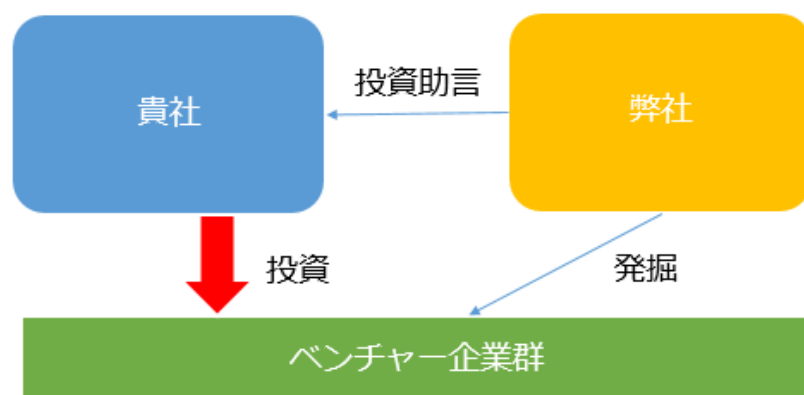 貴社
投資助言
弊社
投資
発掘
ベンチャー企業群